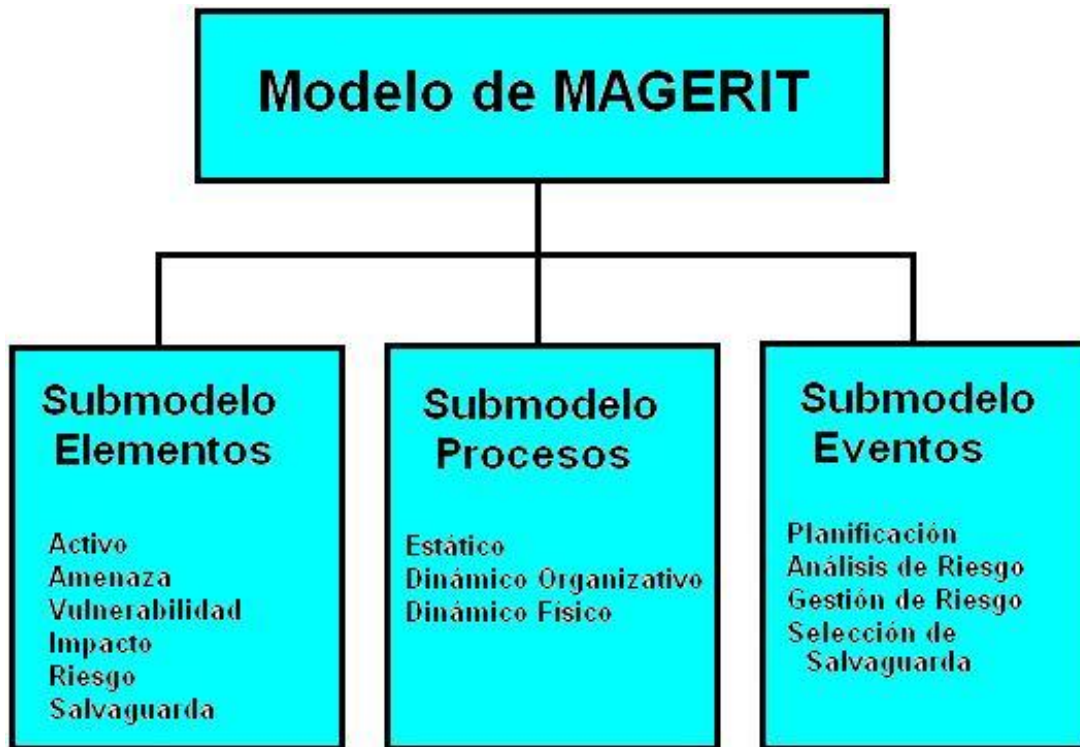 Modelo de MAGERIT
Submodelo
Elementos
Activo
Amenaza
Vulnerabilidad
Impacto
Riesgo
Salvaguarda
Submodelo
Procesos
Estático
Dinámico Organizativo
Dinámico Físico
Submodelo
Eventos
Planificación
Análisis de Riesgo
Gestión de Riesgo
Selección de
Salvaguarda